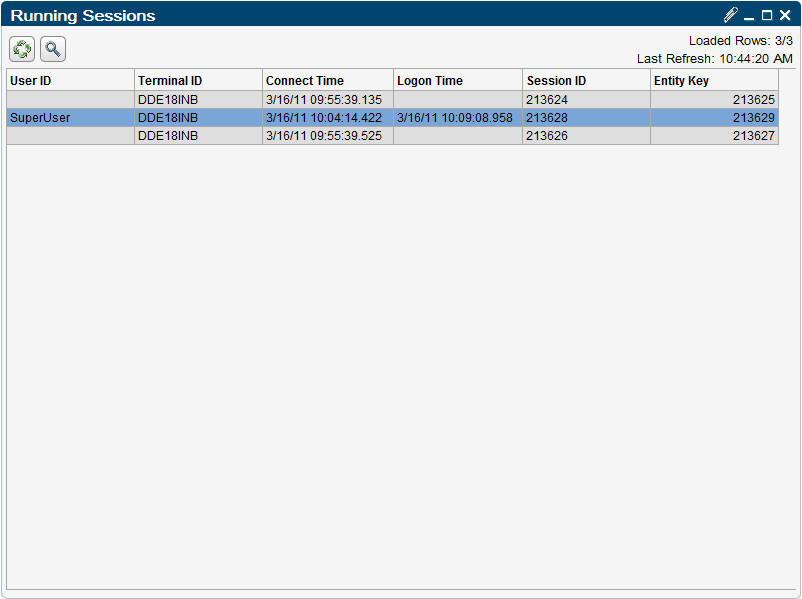 Running Sessions
Loaded Rows: 3/3
Last Refresh: 10:44:20 AM
User ID Terminal ID Connect Time Logon Time Session ID Entity Key
DDE18INB 3/16/11 09:55:39.135 213624 213625
SuperUser DDE18INB 3/16/11 10:04:14.422 3/16/11 10:09:08.958 213628 213629
DDE18INB 3/16/11 09:55:39.525 213626 213627